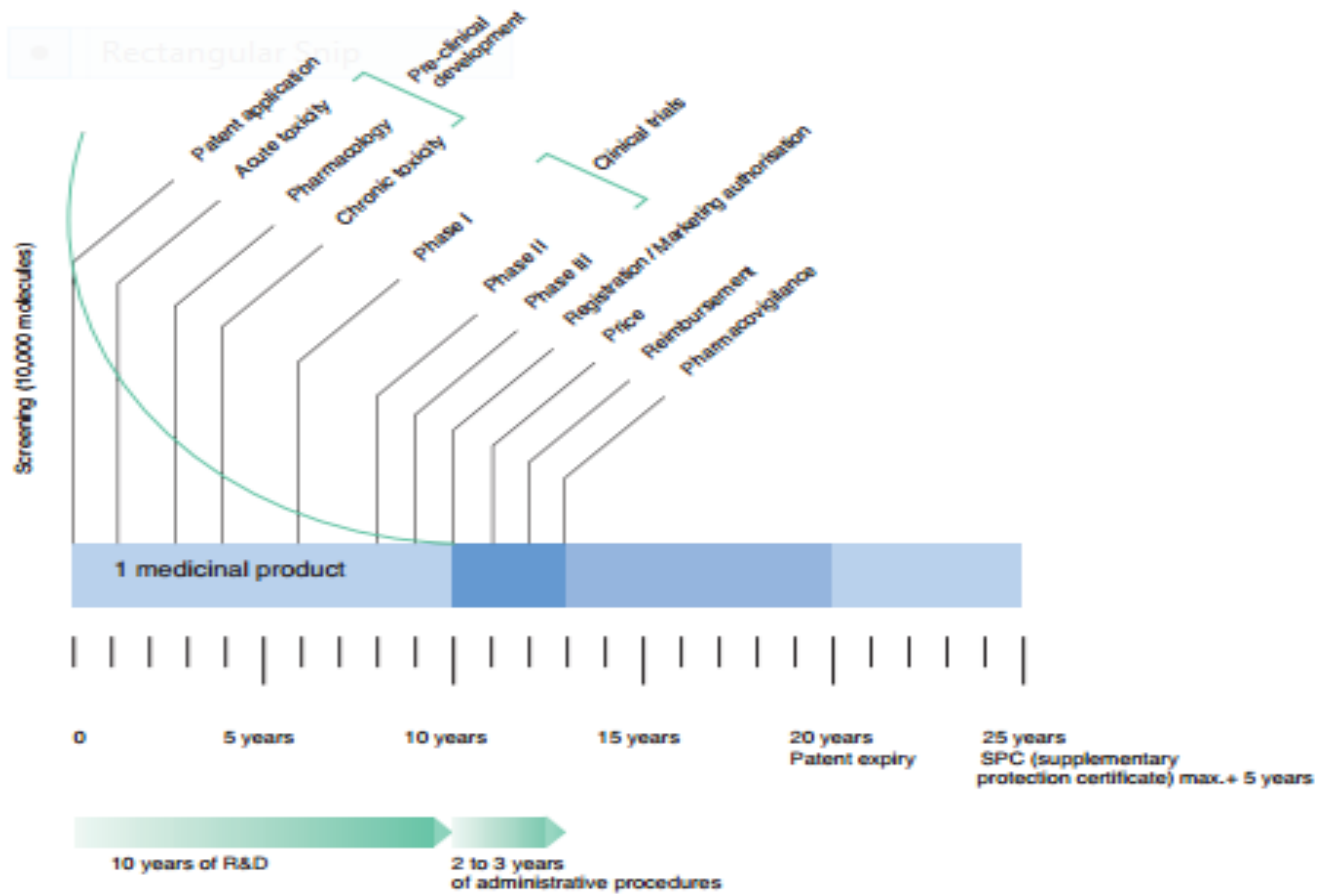 Rectangular Snip
Pre-clinical
development
Patent application
Acute toxicity
Pharmacology
Chronic toxicity
Clinical trials
Phase I
Phase II
Phase III
Registration / Marketing authorisation
Price
Reimbursement
Pharmacovigilance
Screening (10,000 molecules)
1 medicinal product
0
5 years
10 years
15 years
20 years
Patent expiry
25 years
SPC (supplementary
protection certificate) max.+ 5 years
10 years of R&D
2 to 3 years
of administrative procedures